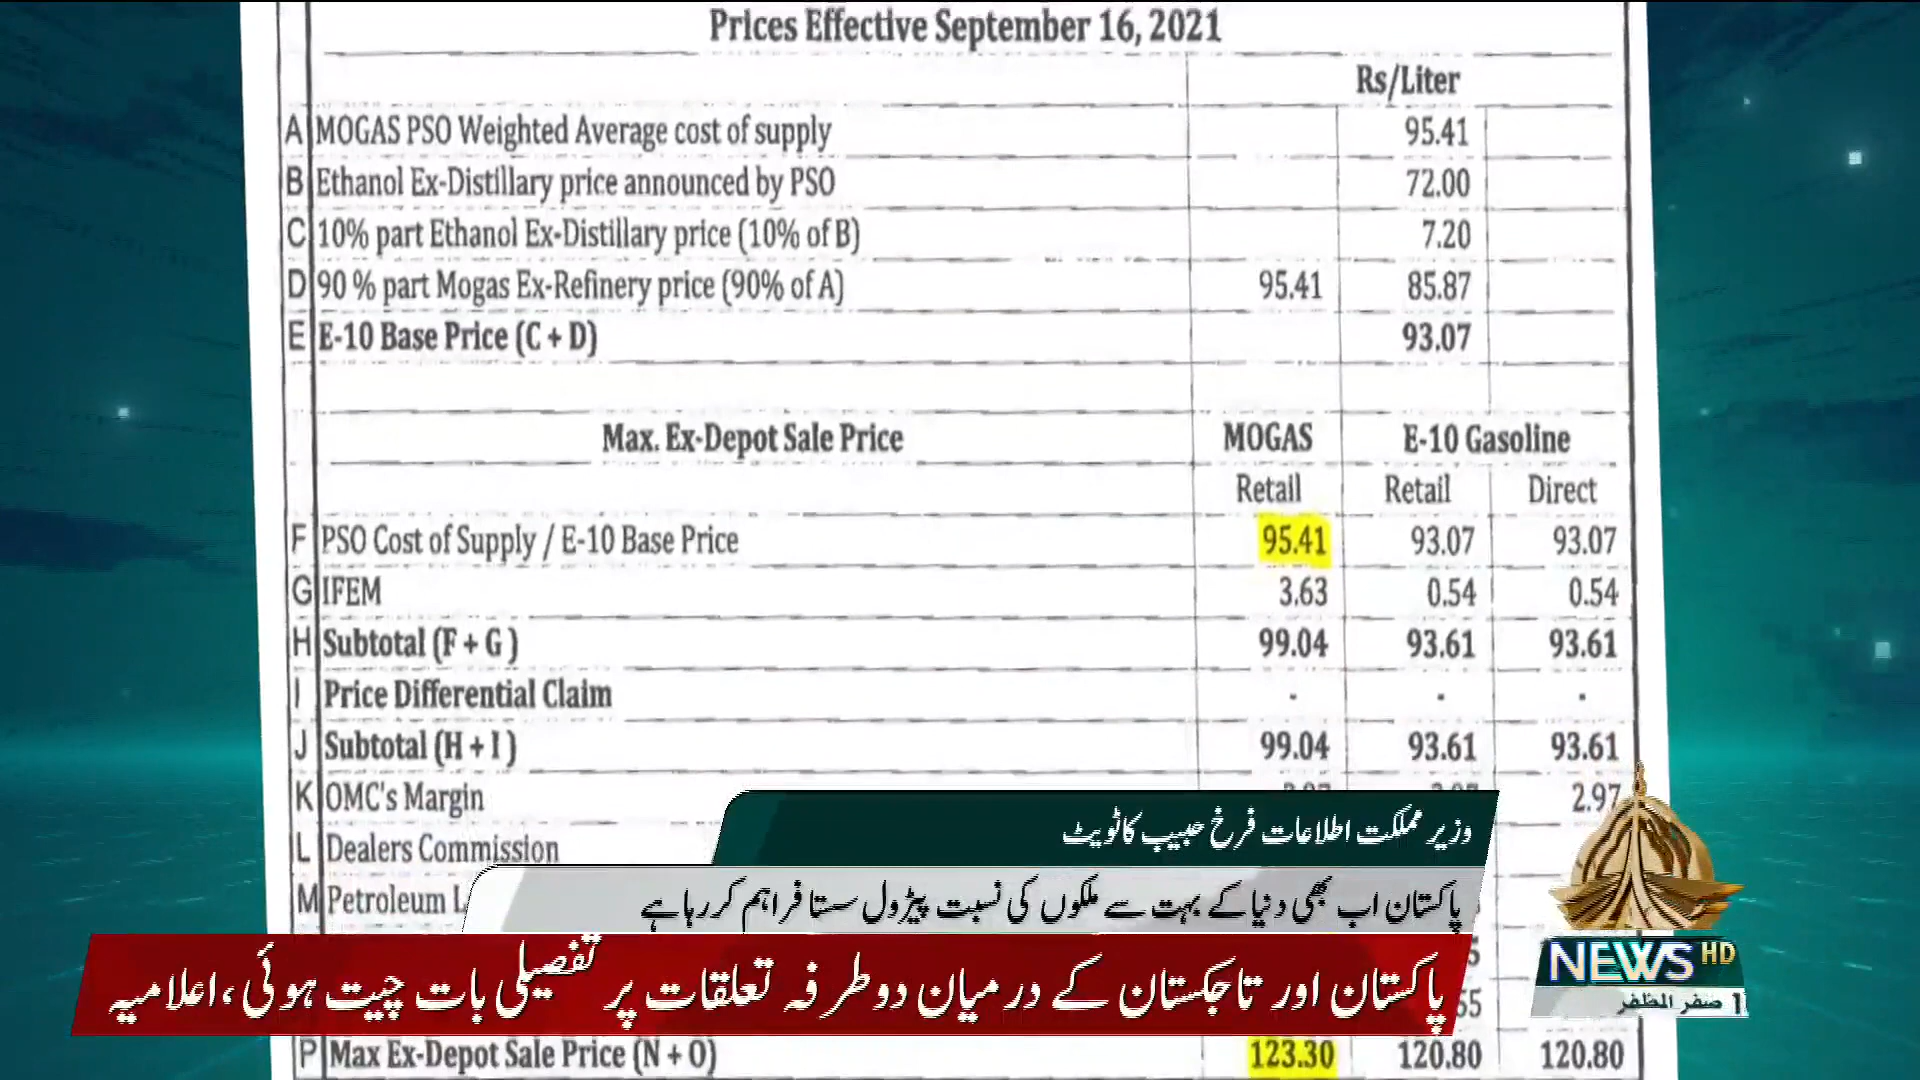 Prices Effective September 16, 2021
Rs/Liter
A MOGAS PSO Weighted Average cost of supply 95.41
B Ethanol Ex-Distillary price announced by PSO 72.00
C 10% part Ethanol Ex-Distillary price (10% of B) 7.20
D 90 % part Mogas Ex-Refinery price (90% of A) 95.41 85.87
E E-10 Base Price (C + D) 93.07
Max. Ex-Depot Sale Price MOGAS E-10 Gasoline
Retail Retail Direct
F PSO Cost of Supply / E-10 Base Price 95.41 93.07 93.07
G IFEM 3.63 0.54 0.54
H Subtotal (F + G ) 99.04 93.61 93.61
I Price Differential Claim - - -
J Subtotal (H + I ) 99.04 93.61 93.61
K OMC's Margin 2.97
L Dealers Commission
M Petroleum
وزیر مملکت اطلاعات فرخ حبیب کا ٹویٹ
پاکستان اب بھی دنیا کے بہت سے ملکوں کی نسبت پیڑول سستا فراہم کر رہا ہے
پاکستان اور تاجکستان کے درمیان دو طرفہ تعلقات پر تفصیلی بات چیت ہوئی، اعلامیہ
NEWS HD
1 صفر المظفر
P Max Ex-Depot Sale Price (N + O) 123.30 120.80 120.80